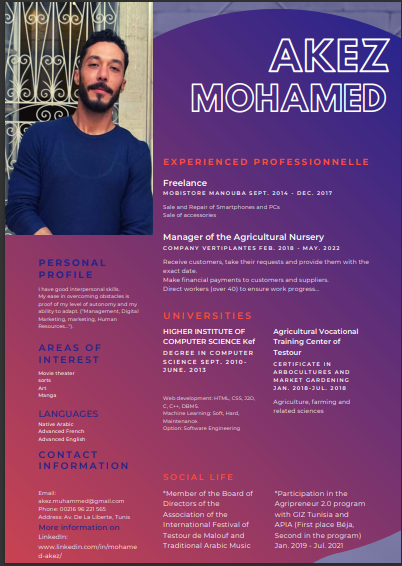 AKEZ
MOHAMED
EXPERIENCED PROFESSIONNELLE
Freelance
MOBISTORE MANOUBA SEPT. 2014 - DEC. 2017
Sale and Repair of Smartphones and PCs
Sale of accessories
Manager of the Agricultural Nursery
COMPANY VERTIPLANTES FEB. 2018 - MAY. 2022
Receive customers, take their requests and provide them with the
exact date.
Make financial payments to customers and suppliers.
Direct workers (over 40) to ensure work progress...
UNIVERSITIES
HIGHER INSTITUTE OF
COMPUTER SCIENCE Kef
DEGREE IN COMPUTER
SCIENCE SEPT. 2010-
JUNE. 2013
Web development: HTML, CSS, J2D,
C, C++, DBMS.
Machine Learning: Soft, Hard,
Maintenance.
Option: Software Engineering
Agricultural Vocational
Training Center of
Testour
CERTIFICATE IN
ARBOCULTURES AND
MARKET GARDENING
JAN. 2018-JUL. 2018
Agriculture, farming and
related sciences
SOCIAL LIFE
*Member of the Board of
Directors of the
Association of the
International Festival of
Testour de Malouf and
Traditional Arabic Music
*Participation in the
Agripreneur 2.0 program
with GIZ Tunisia and
APIA (First place Béja,
Second in the program)
Jan. 2019 - Jul. 2021
PERSONAL
PROFILE
I have good interpersonal skills.
My ease in overcoming obstacles is
proof of my level of autonomy and my
ability to adapt. ("Management, Digital
Marketing, marketing, Human
Resources...").
AREAS OF
INTEREST
Movie theater
sorts
Art
Manga
LANGUAGES
Native Arabic
Advanced French
Advanced English
CONTACT
INFORMATION
Email:
akez.muhammed@gmail.com
Phone: 00216 96 221 565
Address: Av. De La Liberte, Tunis
More information on
LinkedIn:
www.linkedin.com/in/mohame
d-akez/